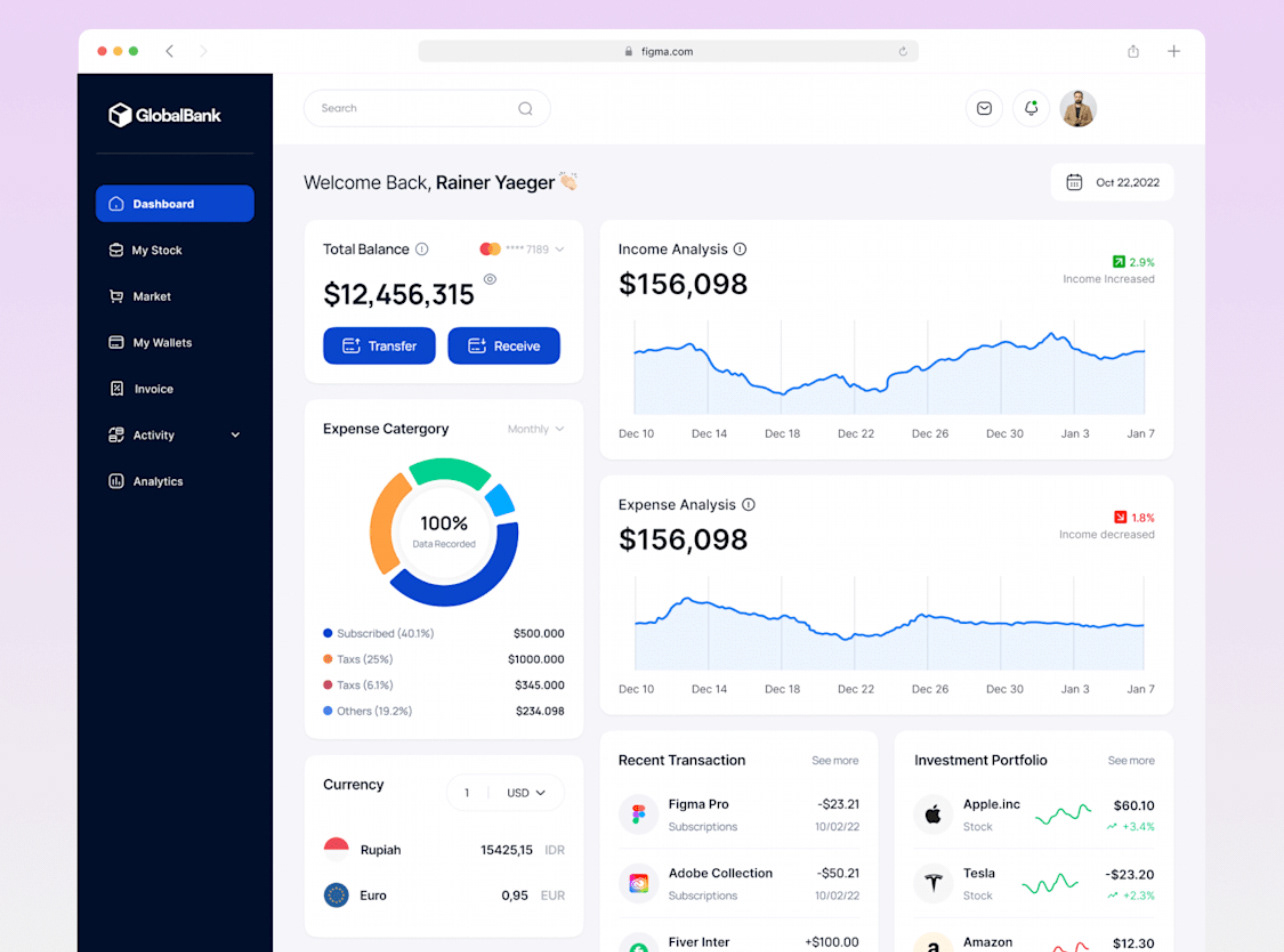 figma.com
GlobalBank
Search
Dashboard
My Stock
Market
My Wallets
Invoice
Activity
Analytics
Welcome Back, Rainer Yaeger 👏🏻
Oct 22,2022
Total Balance
**** 7189
$12,456,315
Transfer
Receive
Expense Catergory
Monthly
100%
Data Recorded
Subscribed (40.1%) $500.000
Taxs (25%) $1000.000
Taxs (6.1%) $345.000
Others (19.2%) $234.098
Currency
1 USD
Rupiah 15425,15 IDR
Euro 0,95 EUR
Income Analysis
$156,098
2.9%
Income Increased
Dec 10 Dec 14 Dec 18 Dec 22 Dec 26 Dec 30 Jan 3 Jan 7
Expense Analysis
$156,098
1.8%
Income decreased
Dec 10 Dec 14 Dec 18 Dec 22 Dec 26 Dec 30 Jan 3 Jan 7
Recent Transaction See more
Figma Pro -$23.21
Subscriptions 10/02/22
Adobe Collection -$50.21
Subscriptions 10/02/22
Fiver Inter +$100.00
Investment Portfolio See more
Apple.inc $60.10
Stock +3.4%
Tesla -$23.20
Stock +2.3%
Amazon $12.30